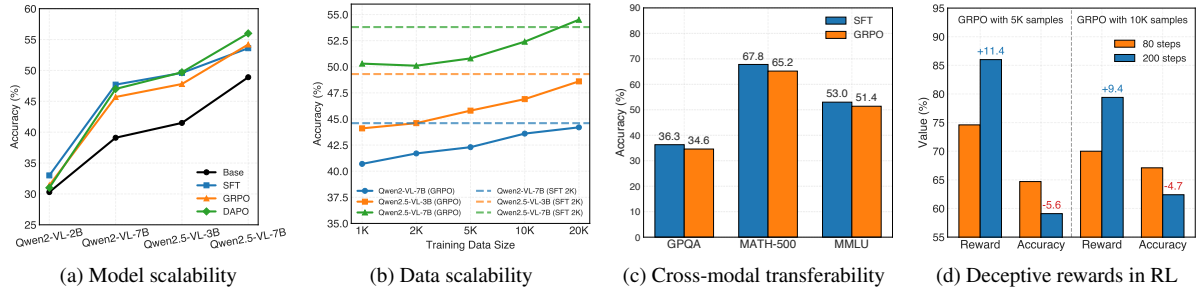 60
55
50
45
40
35
30
25
Accuracy (%)
Base
SFT
GRPO
DAPO
Qwen2-VL-2B
Qwen2-VL-7B
Qwen2.5-VL-3B
Qwen2.5-VL-7B
(a) Model scalability
55.0
52.5
50.0
47.5
45.0
42.5
40.0
37.5
35.0
Accuracy (%)
Qwen2-VL-7B (GRPO)
Qwen2.5-VL-3B (GRPO)
Qwen2.5-VL-7B (GRPO)
Qwen2-VL-7B (SFT 2K)
Qwen2.5-VL-3B (SFT 2K)
Qwen2.5-VL-7B (SFT 2K)
1K 2K 5K 10K 20K
Training Data Size
(b) Data scalability
90
80
70
60
50
40
30
20
10
0
Accuracy (%)
SFT
GRPO
36.3 34.6
67.8 65.2
53.0 51.4
GPQA MATH-500 MMLU
(c) Cross-modal transferability
95
90
85
80
75
70
65
60
55
Value (%)
GRPO with 5K samples
GRPO with 10K samples
80 steps
200 steps
+11.4
-5.6
+9.4
-4.7
Reward Accuracy Reward Accuracy
(d) Deceptive rewards in RL